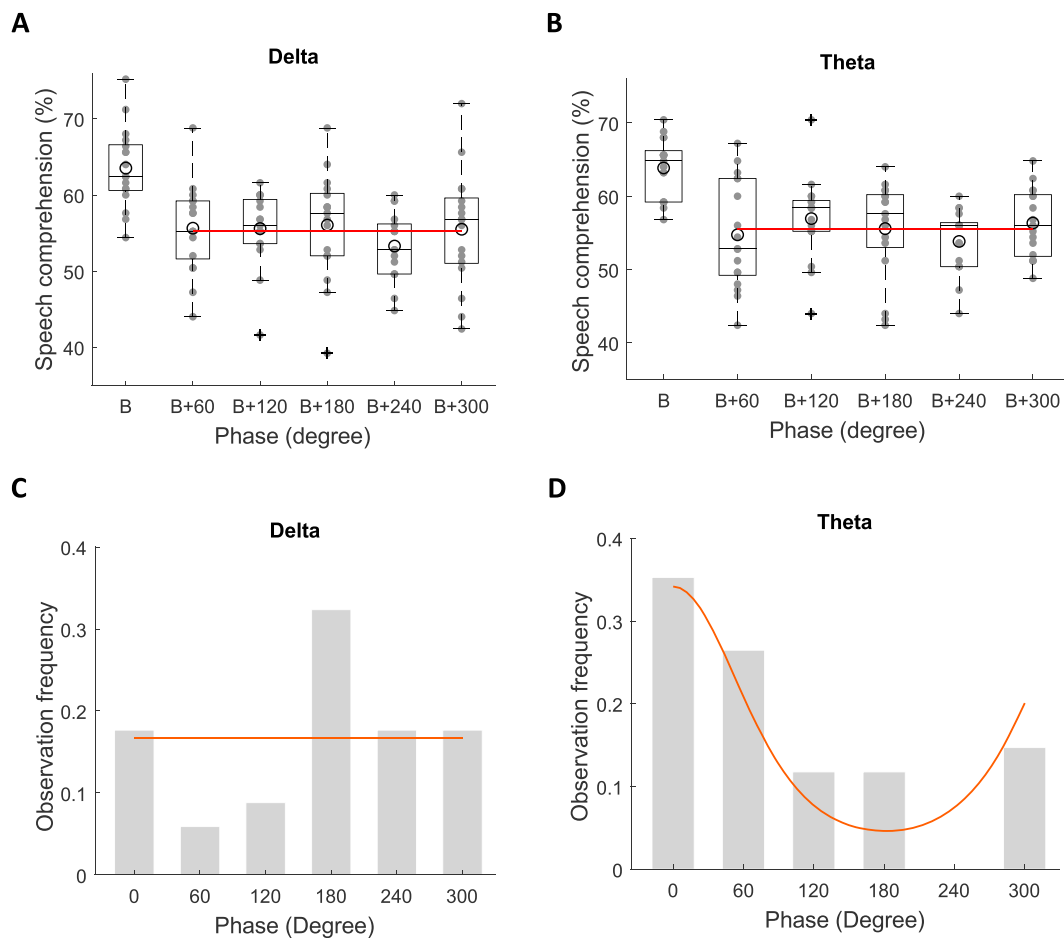 A
Delta
Speech comprehension (%)
70
60
50
40
B B+60 B+120 B+180 B+240 B+300
Phase (degree)
B
Theta
Speech comprehension (%)
70
60
50
40
B B+60 B+120 B+180 B+240 B+300
Phase (degree)
C
Delta
Observation frequency
0.4
0.3
0.2
0.1
0
0 60 120 180 240 300
Phase (Degree)
D
Theta
Observation frequency
0.4
0.3
0.2
0.1
0
0 60 120 180 240 300
Phase (Degree)